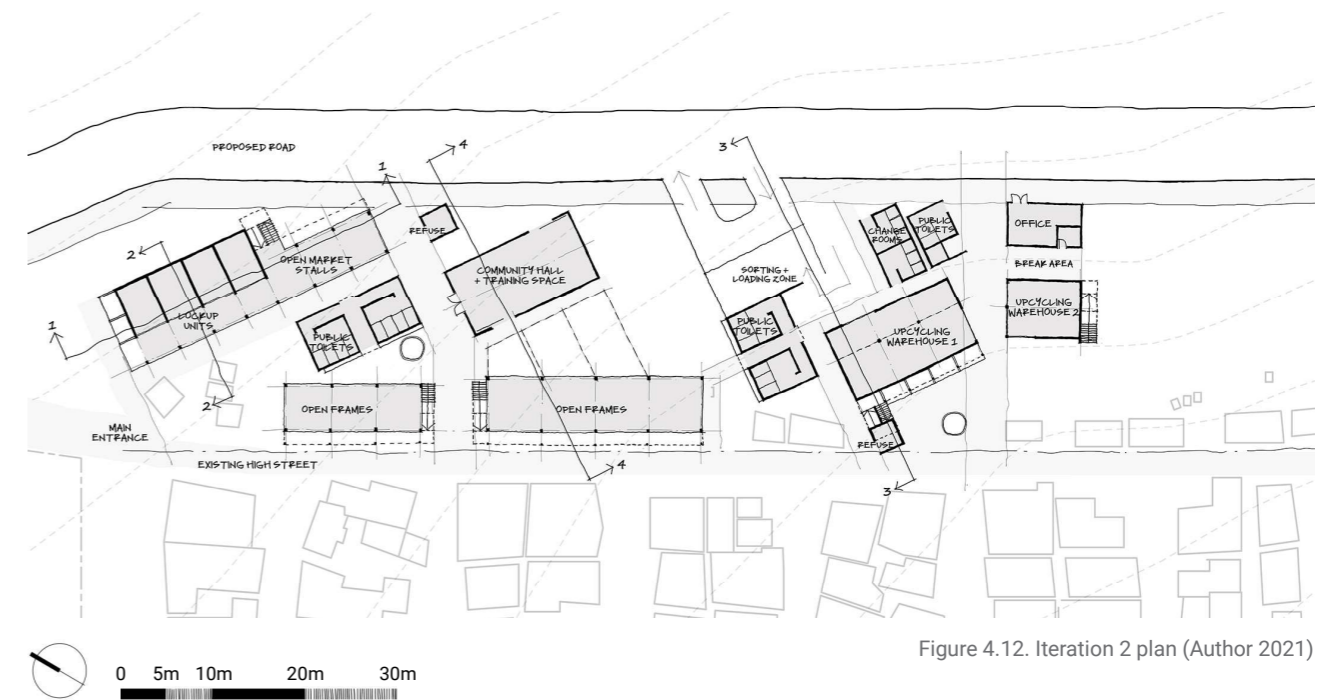 PROPOSED ROAD
4
1
3
REFUSE
2
OPEN MARKET
STALLS
COMMUNITY HALL
+ TRAINING SPACE
SORTING +
LOADING ZONE
CHANGE
ROOMS
PUBLIC
TOILETS
OFFICE
BREAK AREA
1
LOCKUP
UNITS
PUBLIC
TOILETS
PUBLIC
TOILETS
UPCYCLING
WAREHOUSE 1
UPCYCLING
WAREHOUSE 2
2
OPEN FRAMES
OPEN FRAMES
MAIN
ENTRANCE
REFUSE
EXISTING HIGH STREET
4
3
Figure 4.12. Iteration 2 plan (Author 2021)
0 5m 10m 20m 30m